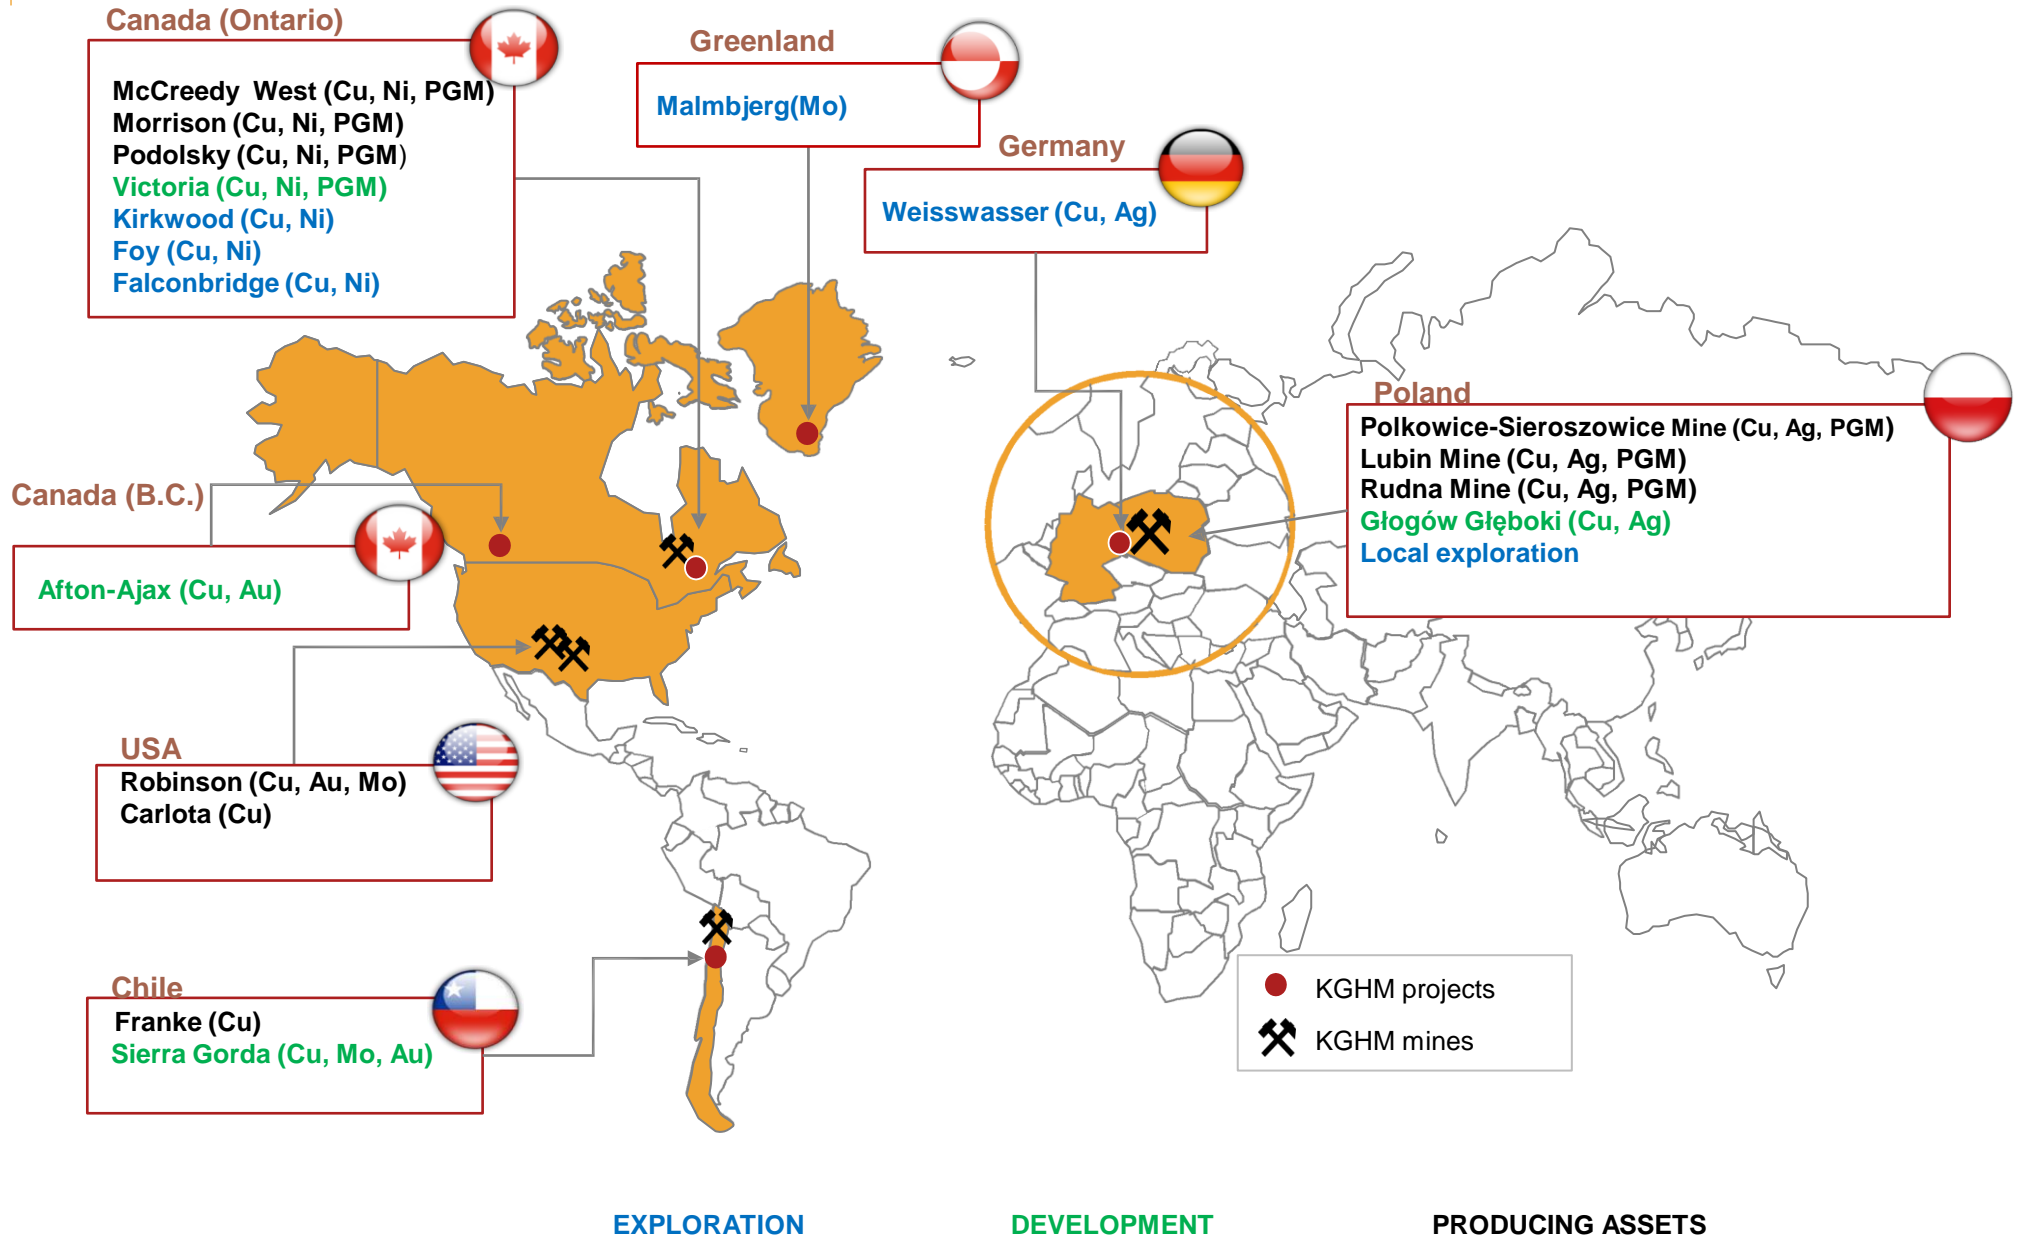 Canada (Ontario)
McCreedy West (Cu, Ni, PGM)
Morrison (Cu, Ni, PGM)
Podolsky (Cu, Ni, PGM)
Victoria (Cu, Ni, PGM)
Kirkwood (Cu, Ni)
Foy (Cu, Ni)
Falconbridge (Cu, Ni)
Greenland
Malmbjerg(Mo)
Germany
Weisswasser (Cu, Ag)
Poland
Polkowice-Sieroszowice Mine (Cu, Ag, PGM)
Lubin Mine (Cu, Ag, PGM)
Rudna Mine (Cu, Ag, PGM)
Głogów Głęboki (Cu, Ag)
Local exploration
Canada (B.C.)
Afton-Ajax (Cu, Au)
USA
Robinson (Cu, Au, Mo)
Carlota (Cu)
Chile
Franke (Cu)
Sierra Gorda (Cu, Mo, Au)
KGHM projects
KGHM mines
EXPLORATION
DEVELOPMENT
PRODUCING ASSETS